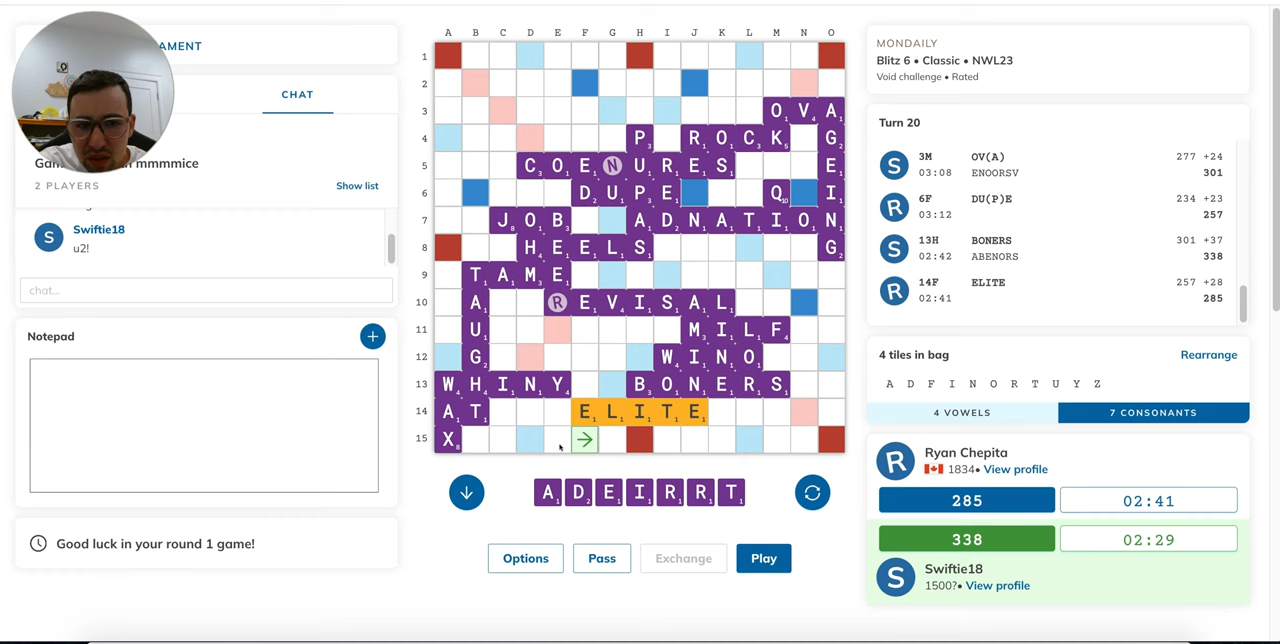 AMENT
CHAT
mmmmice
2 PLAYERS
Show list
Swiftie18
u2!
chat...
Notepad
Good luck in your round 1 game!
A B C D E F G H I J K L M N O
1
2
3 O V A
4 P R O C K G
5 C O E N U R E S E
6 D U P E Q I
7 J O B A D N A T I O N
8 H E E L S G
9 T A M E
10 A R E V I S A L
11 U M I L F
12 G W I N O
13 W H I N Y B O N E R S
14 A T E L I T E
15 X
A D E I R R T
Options Pass Exchange Play
MONDAILY
Blitz 6 • Classic • NWL23
Void challenge • Rated
Turn 20
S 3M OV(A) 277 +24
03:08 ENOORSV 301
R 6F DU(P)E 234 +23
03:12 257
S 13H BONERS 301 +37
02:42 ABENORS 338
R 14F ELITE 257 +28
02:41 285
4 tiles in bag Rearrange
A D F I N O R T U Y Z
4 VOWELS 7 CONSONANTS
R Ryan Chepita
1834• View profile
285 02:41
338 02:29
S Swiftie18
1500?• View profile